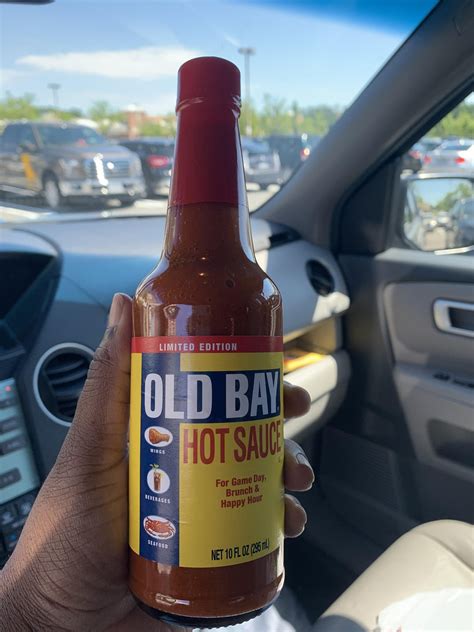 LIMITED EDITION
OLD BAY
HOT SAUCE
WINGS
BEVERAGES
SEAFOOD
For Game Day,
Brunch &
Happy Hour
NET 10 FL OZ (295 mL)